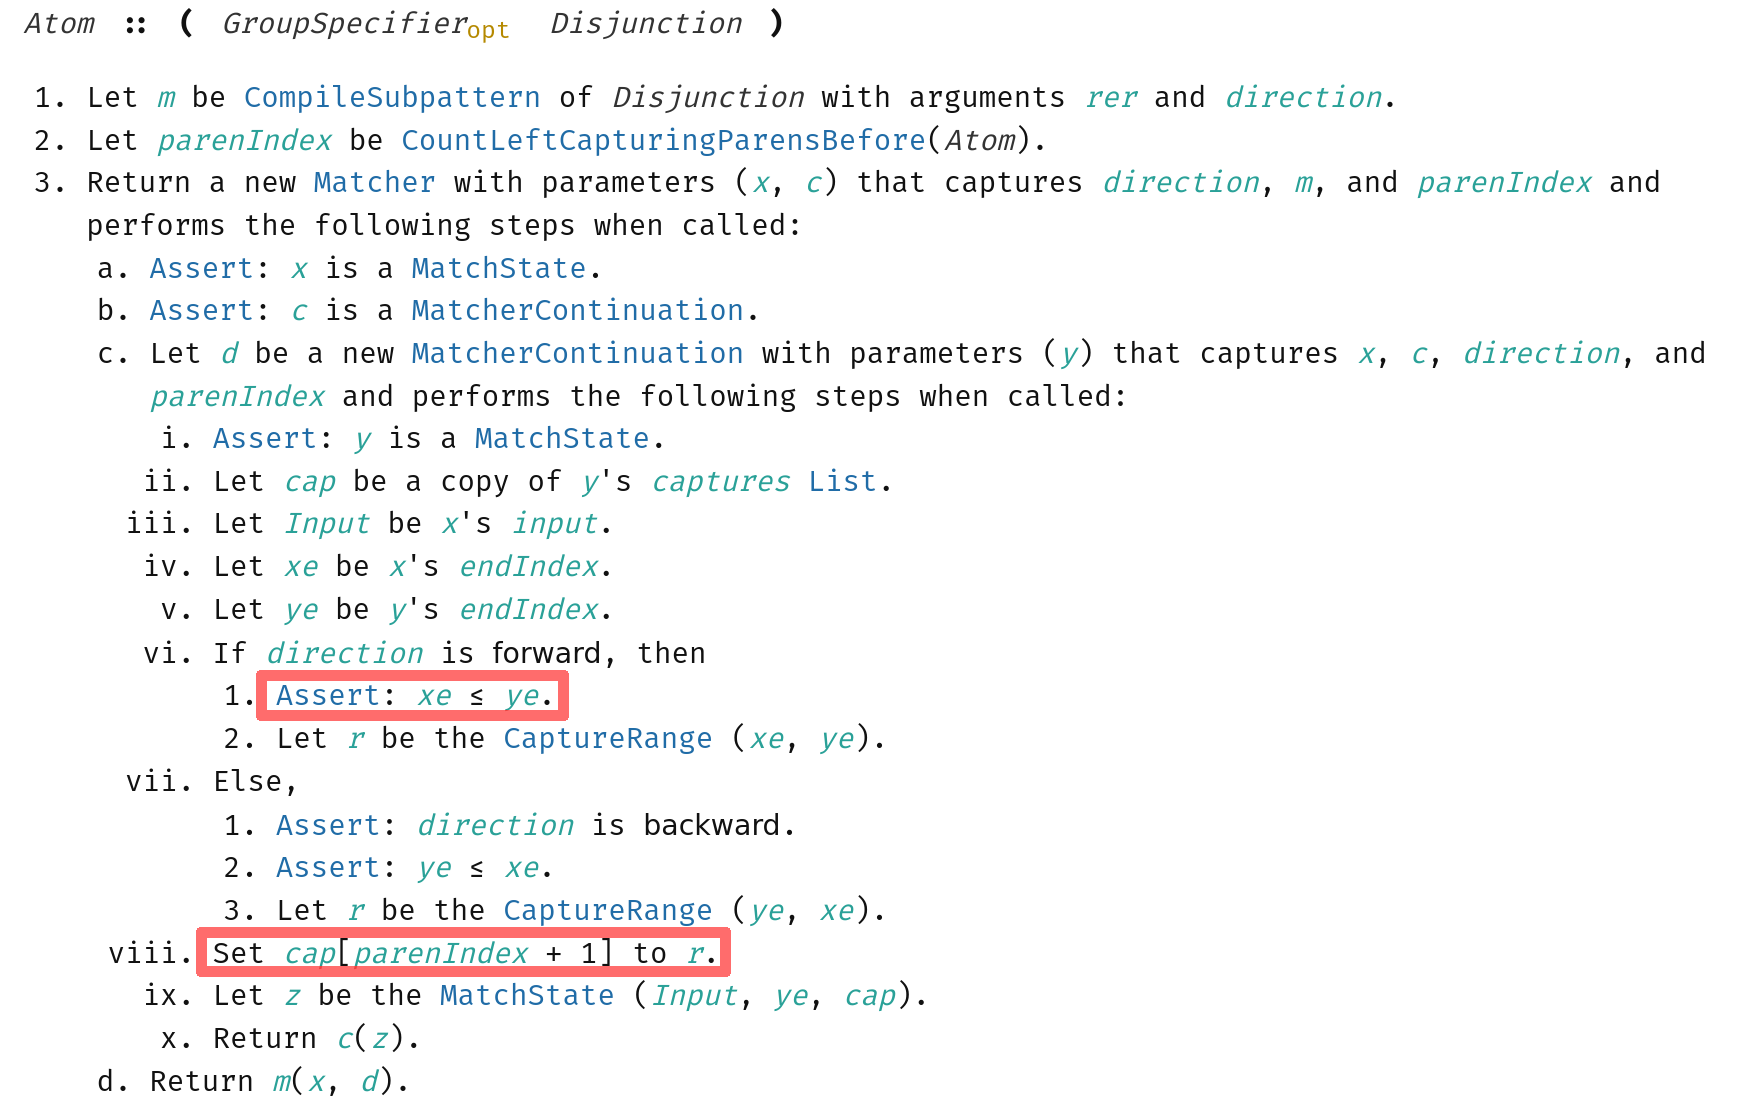 Atom :: ( GroupSpecifieropt Disjunction )
1. Let m be CompileSubpattern of Disjunction with arguments rer and direction.
2. Let parenIndex be CountLeftCapturingParensBefore(Atom).
3. Return a new Matcher with parameters (x, c) that captures direction, m, and parenIndex and
performs the following steps when called:
a. Assert: x is a MatchState.
b. Assert: c is a MatcherContinuation.
c. Let d be a new MatcherContinuation with parameters (y) that captures x, c, direction, and
parenIndex and performs the following steps when called:
i. Assert: y is a MatchState.
ii. Let cap be a copy of y's captures List.
iii. Let Input be x's input.
iv. Let xe be x's endIndex.
v. Let ye be y's endIndex.
vi. If direction is forward, then
1. Assert: xe ≤ ye.
2. Let r be the CaptureRange (xe, ye).
vii. Else,
1. Assert: direction is backward.
2. Assert: ye ≤ xe.
3. Let r be the CaptureRange (ye, xe).
viii. Set cap[parenIndex + 1] to r.
ix. Let z be the MatchState (Input, ye, cap).
x. Return c(z).
d. Return m(x, d).